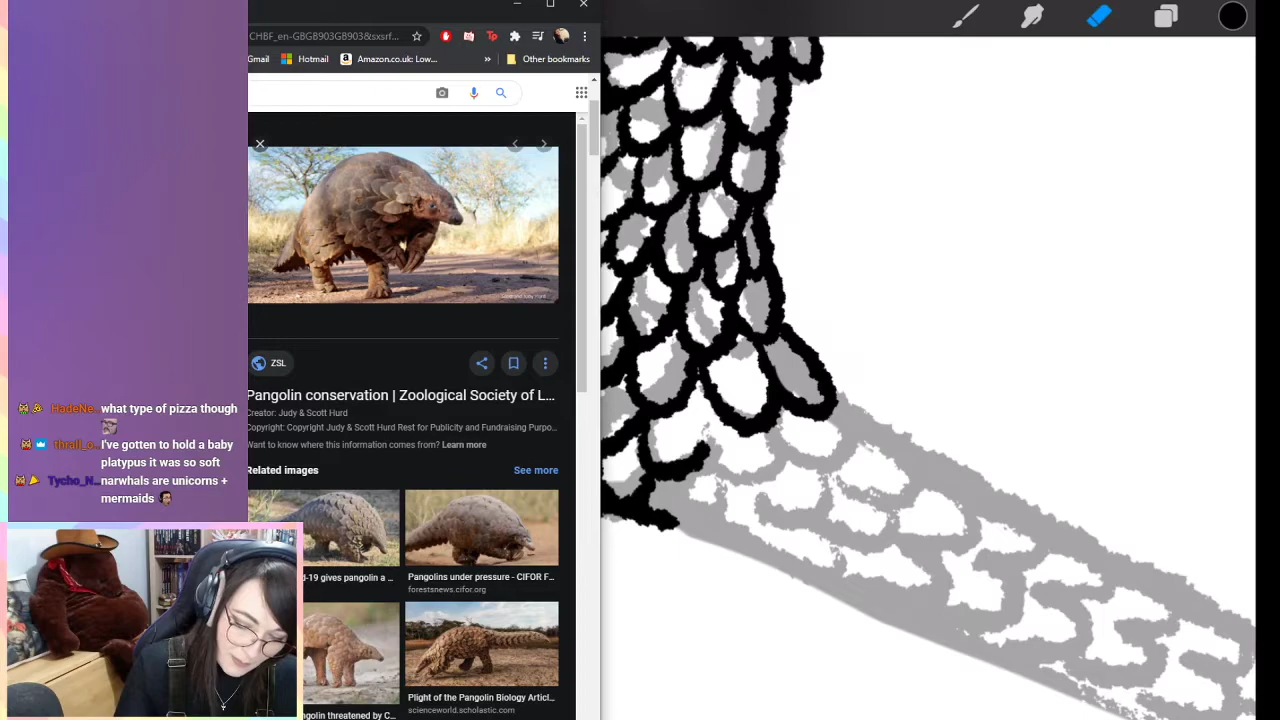 CHBF_en-GBGB903GB903&sxsrf...
Gmail Hotmail Amazon.co.uk: Low... » Other bookmarks
ZSL
Pangolin conservation | Zoological Society of L...
Creator: Judy & Scott Hurd
Copyright: Copyright Judy & Scott Hurd Rest for Publicity and Fundraising Purpo...
Want to know where this information comes from? Learn more
Related images See more
d-19 gives pangolin a ...
Pangolins under pressure - CIFOR F...
forestsnews.cifor.org
ngolin threatened by C...
Plight of the Pangolin Biology Articl...
scienceworld.scholastic.com
HadeNe.. what type of pizza though
thrall_o.. I've gotten to hold a baby
platypus it was so soft
Tycho_N... narwhals are unicorns +
mermaids